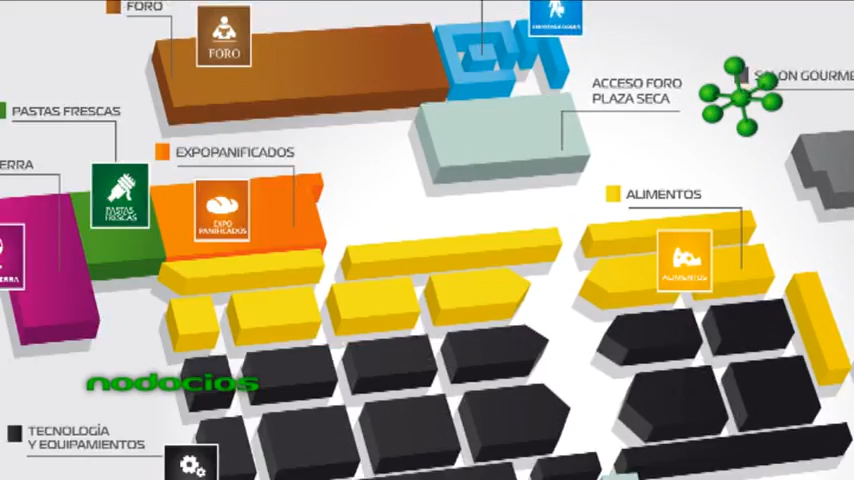 FORO
FORO
ACCESO FORO
PLAZA SECA
SALON GOURME
PASTAS FRESCAS
EXPOPANIFICADOS
ERRA
PASTAS
FRESCAS
EXPO
PANIFICADOS
ALIMENTOS
ALIMENTOS
ERRA
nodocios
TECNOLOGÍA
Y EQUIPAMIENTOS